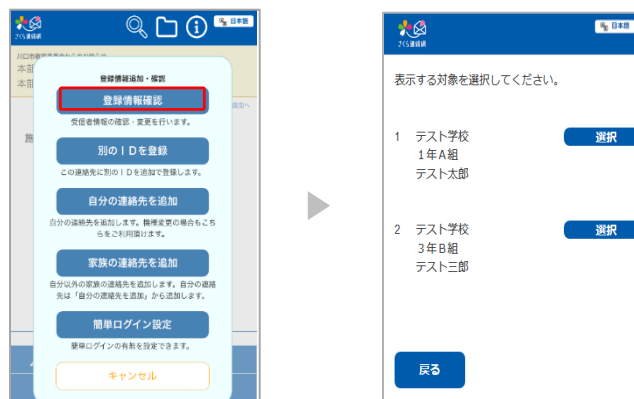 さくら連絡網
日本語
登録情報追加・確認
登録情報確認
受信者情報の確認・変更を行います。
別のＩＤを登録
この連絡先に別のＩＤを追加で登録します。
自分の連絡先を追加
自分の連絡先を追加します。機種変更の場合もこち
らをご利用頂けます。
家族の連絡先を追加
自分以外の家族の連絡先を追加します。自分の連絡
先は「自分の連絡先を追加」から追加します。
簡単ログイン設定
簡単ログインの有無を設定できます。
キャンセル
さくら連絡網
日本語
表示する対象を選択してください。
1 テスト学校 選択
1年A組
テスト太郎
2 テスト学校 選択
3年B組
テスト三郎
戻る